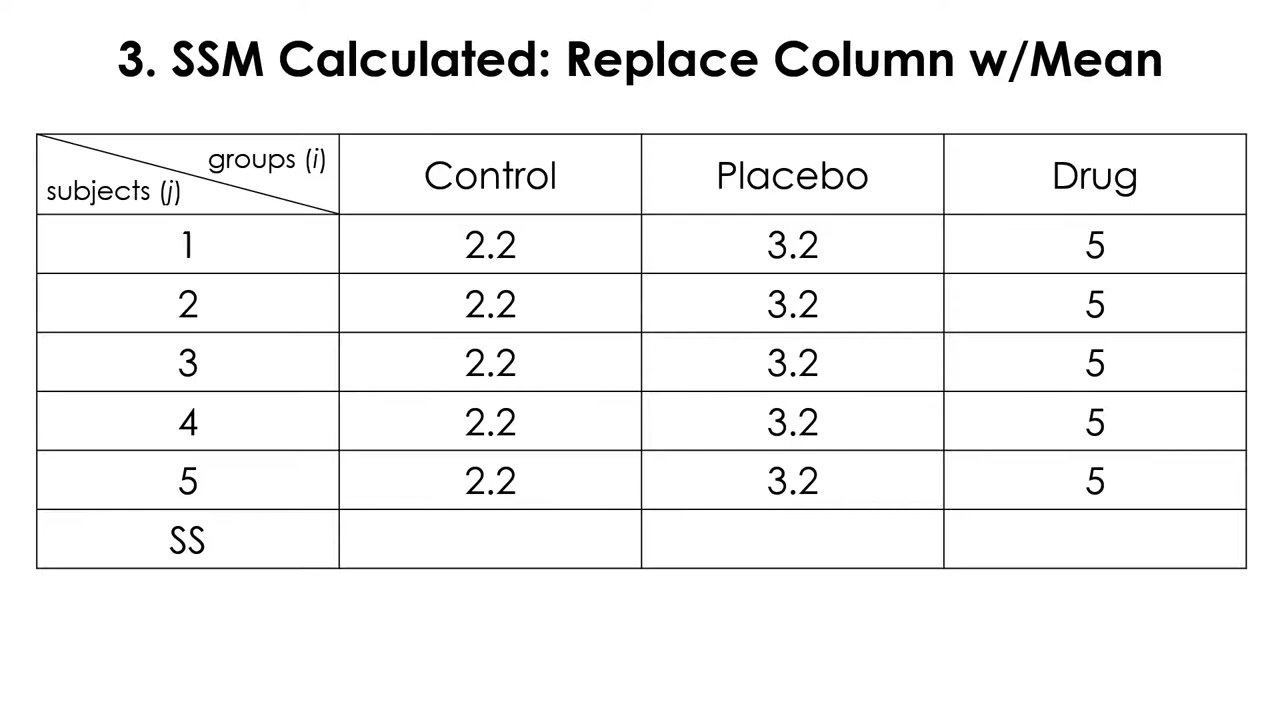 3. SSM Calculated: Replace Column w/Mean
groups (i)
subjects (j)
Control Placebo Drug
1 2.2 3.2 5
2 2.2 3.2 5
3 2.2 3.2 5
4 2.2 3.2 5
5 2.2 3.2 5
SS